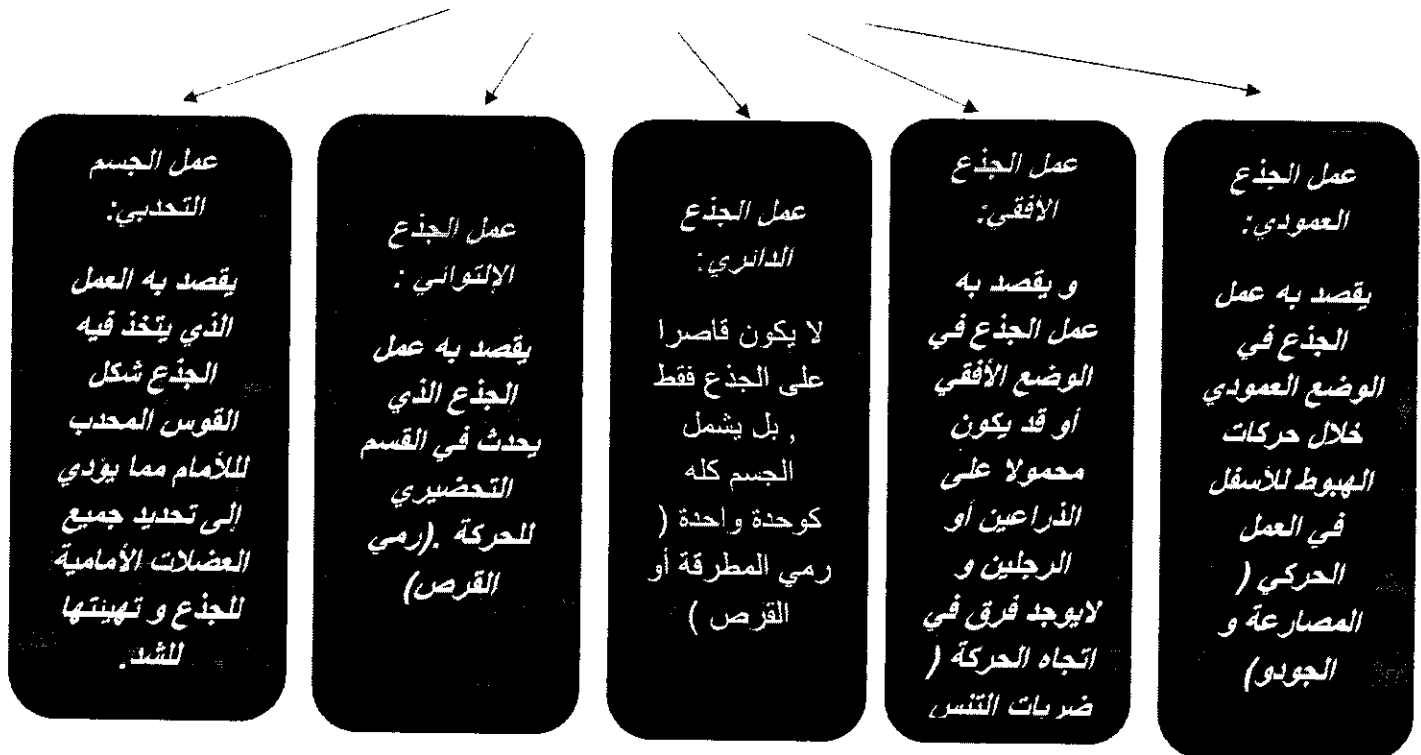 عمل الجذع
العمودي:
يقصد به عمل
الجذع في
الوضع العمودي
خلال حركات
الهبوط للأسفل
في العمل
الحركي (
المصارعة و
الجودو)
عمل الجذع
الأفقي:
و يقصد به
عمل الجذع في
الوضع الأفقي
أو قد يكون
محمولا على
الذراعين أو
الرجلين و
لايوجد فرق في
اتجاه الحركة (
ضربات التنس
عمل الجذع
الدائري:
لا يكون قاصرا
على الجذع فقط
, بل يشمل
الجسم كله
كوحدة واحدة (
رمي المطرقة أو
القرص )
عمل الجذع
الإلتوائي :
يقصد به عمل
الجذع الذي
يحدث في القسم
التحضيري
للحركة .(رمي
القرص)
عمل الجسم
التحدبي:
يقصد به العمل
الذي يتخذ فيه
الجذع شكل
القوس المحدب
للأمام مما يؤدي
إلى تحديد جميع
العضلات الأمامية
للجذع و تهيئتها
للشد.